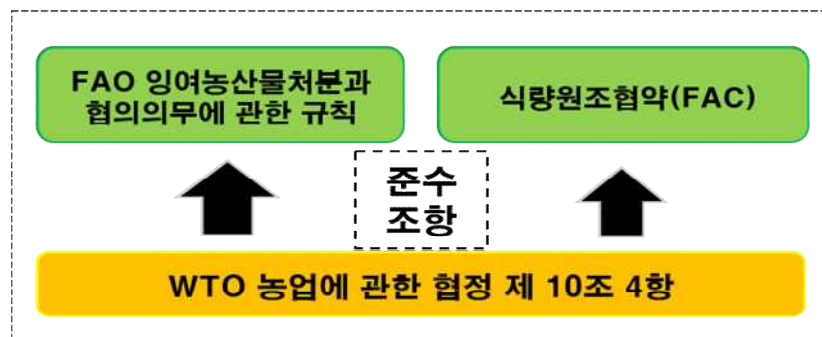 FAO 잉여농산물처분과
협의의무에 관한 규칙
식량원조협약(FAC)
준수
조항
WTO 농업에 관한 협정 제 10조 4항